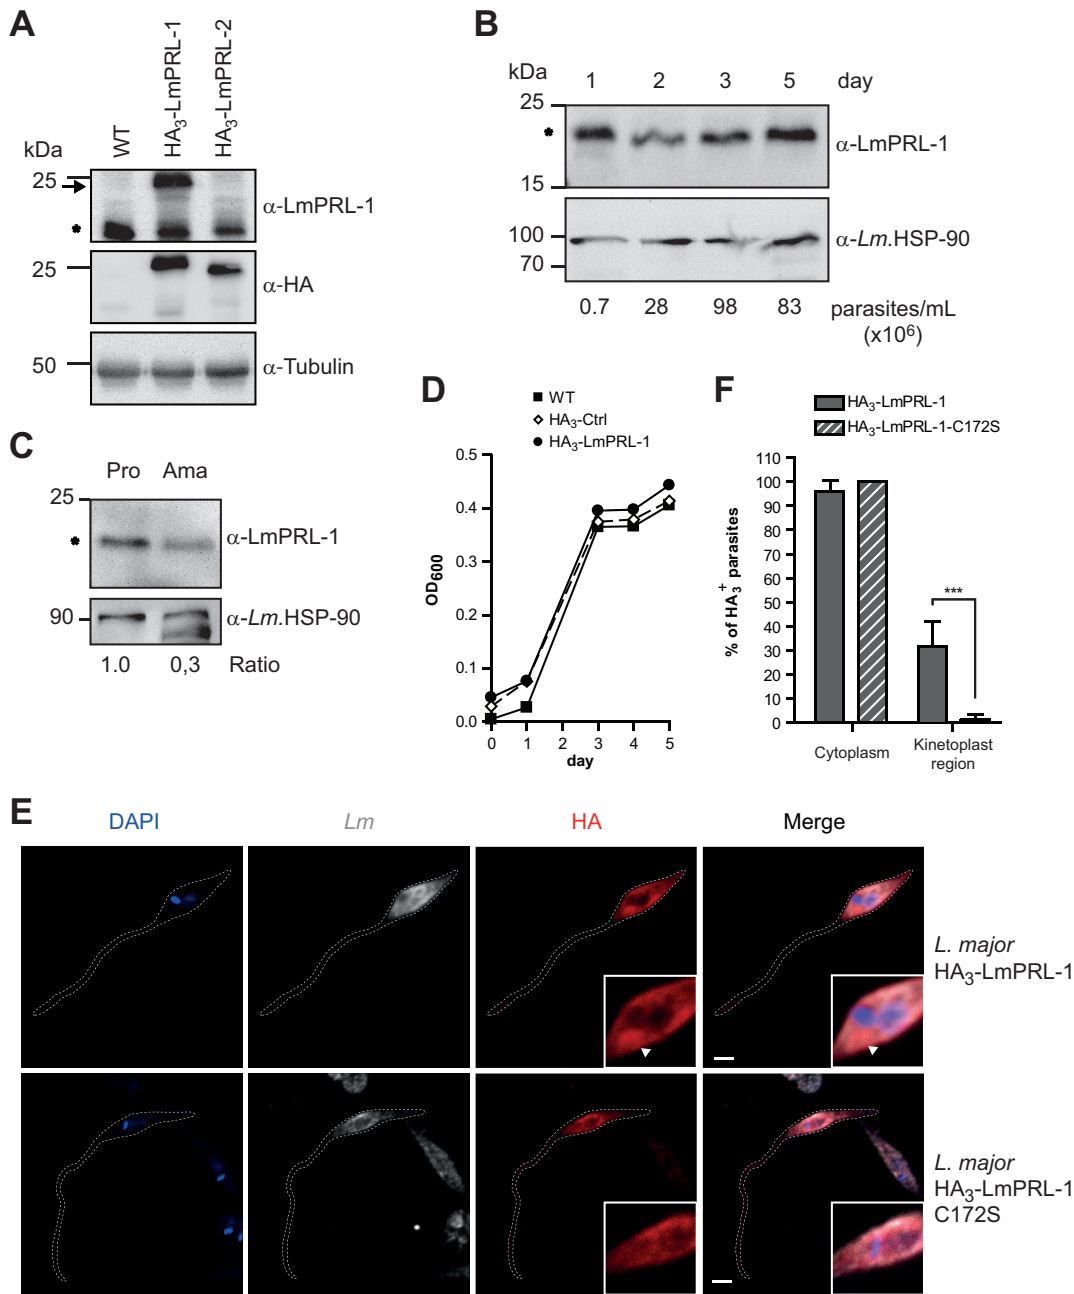 A
WT
HA3-LmPRL-1
HA3-LmPRL-2
kDa
25
*
α-LmPRL-1
25
α-HA
50
α-Tubulin
B
kDa
1 2 3 5 day
25
*
15
α-LmPRL-1
100
70
α-Lm.HSP-90
0.7 28 98 83 parasites/mL
(x10⁶)
C
Pro Ama
25
*
α-LmPRL-1
90
α-Lm.HSP-90
1.0 0,3 Ratio
D
WT
HA3-Ctrl
HA3-LmPRL-1
0.5
0.4
0.3
0.2
0.1
0.0
OD600
0 1 2 3 4 5
day
F
HA3-LmPRL-1
HA3-LmPRL-1-C172S
110
100
90
80
70
60
50
40
30
20
10
0
% of HA3+ parasites
***
Cytoplasm
Kinetoplast
region
E
DAPI Lm HA Merge
L. major
HA3-LmPRL-1
L. major
HA3-LmPRL-1
C172S